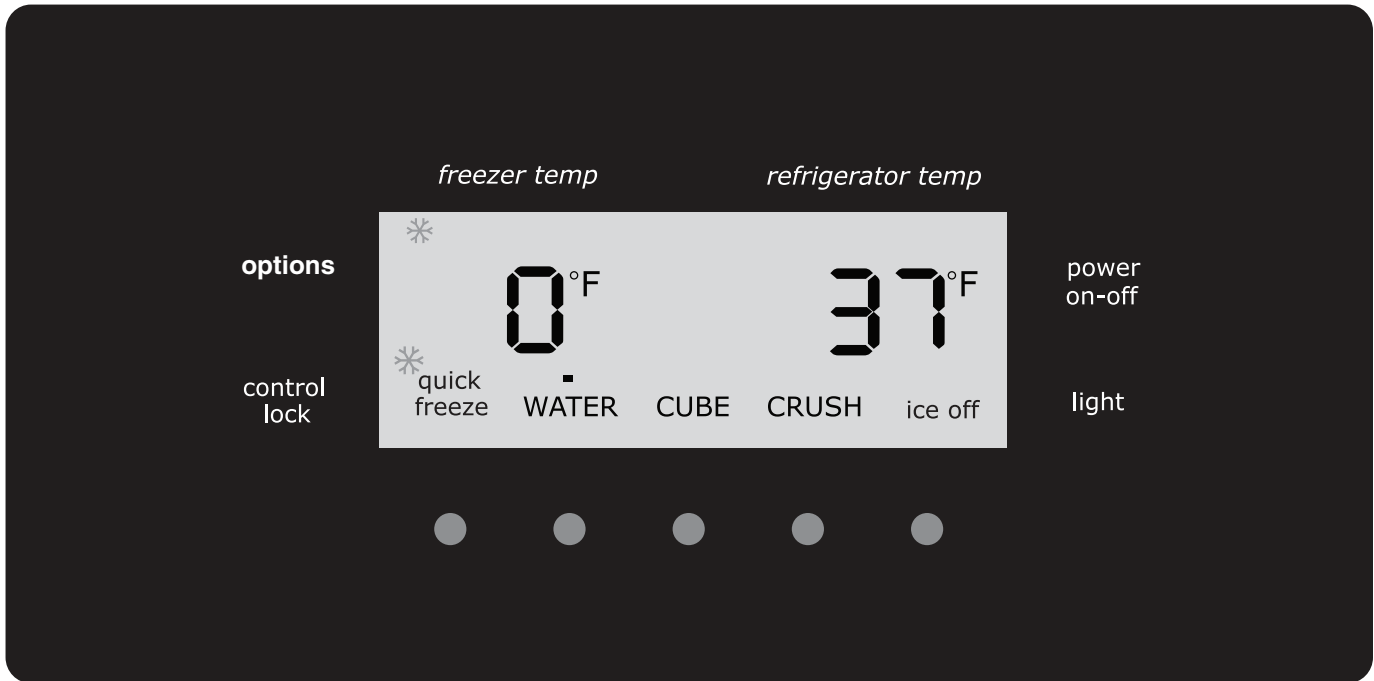 freezer temp
refrigerator temp
options
0°F
37°F
power
on-off
control
lock
quick
freeze
WATER
CUBE
CRUSH
ice off
light